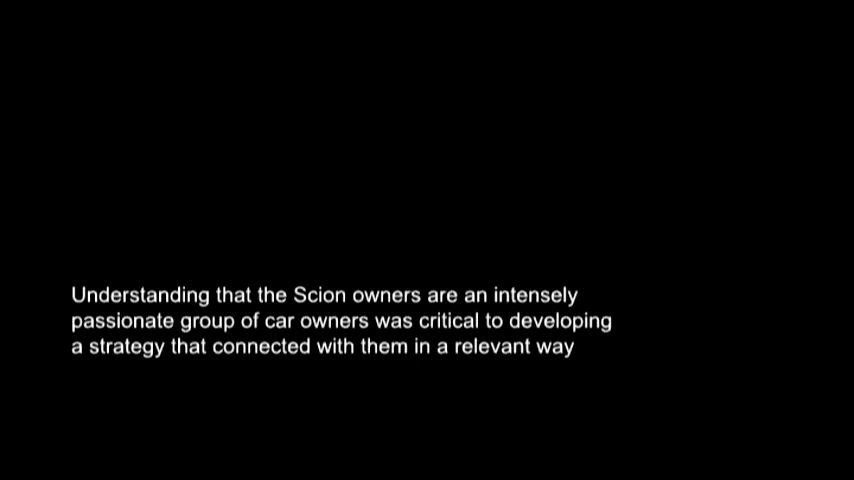 Understanding that the Scion owners are an intensely
passionate group of car owners was critical to developing
a strategy that connected with them in a relevant way